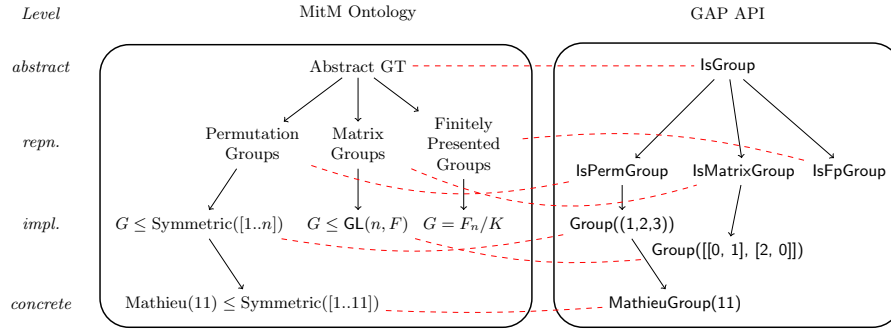 Level MitM Ontology GAP API
abstract Abstract GT IsGroup
repn. Permutation Groups Matrix Groups Finitely Presented Groups IsPermGroup IsMatrixGroup IsFpGroup
impl. G ≤ Symmetric([1..n]) G ≤ GL(n, F) G = Fₙ/K Group((1,2,3))
Group([[0, 1], [2, 0]])
concrete Mathieu(11) ≤ Symmetric([1..11]) MathieuGroup(11)